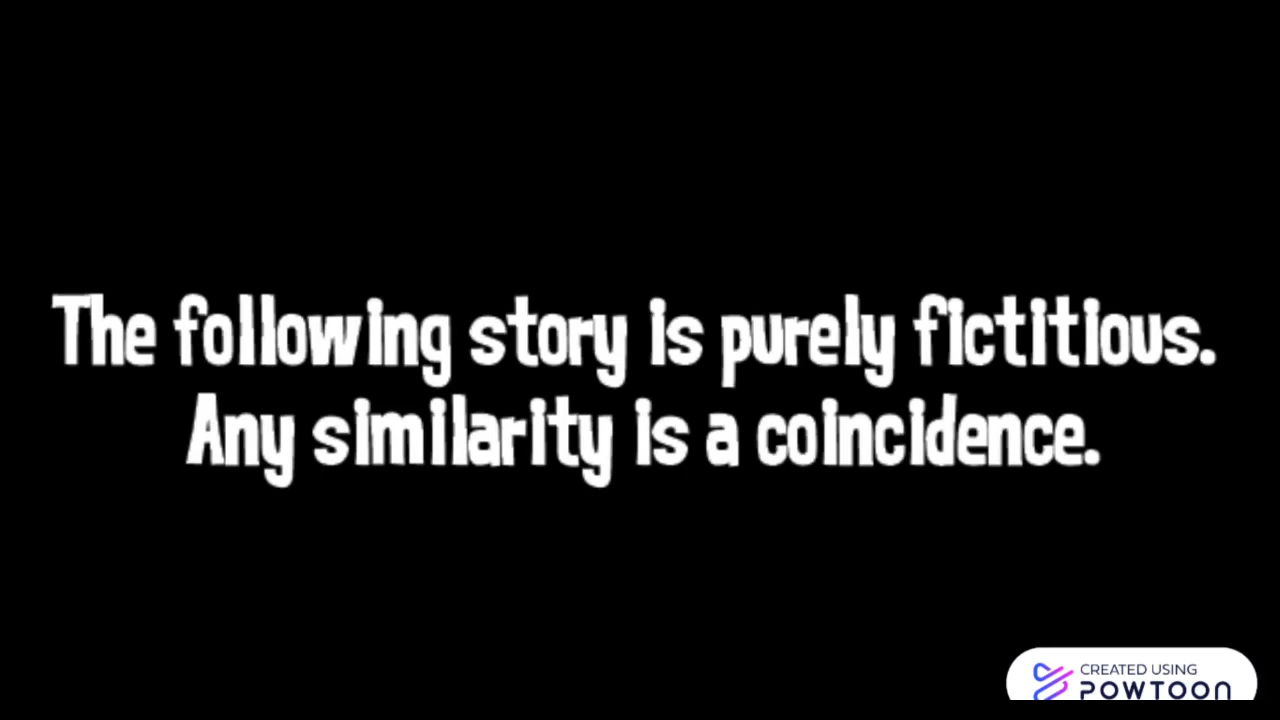 The following story is purely fictitious.
Any similarity is a coincidence.
CREATED USING
POWTOON